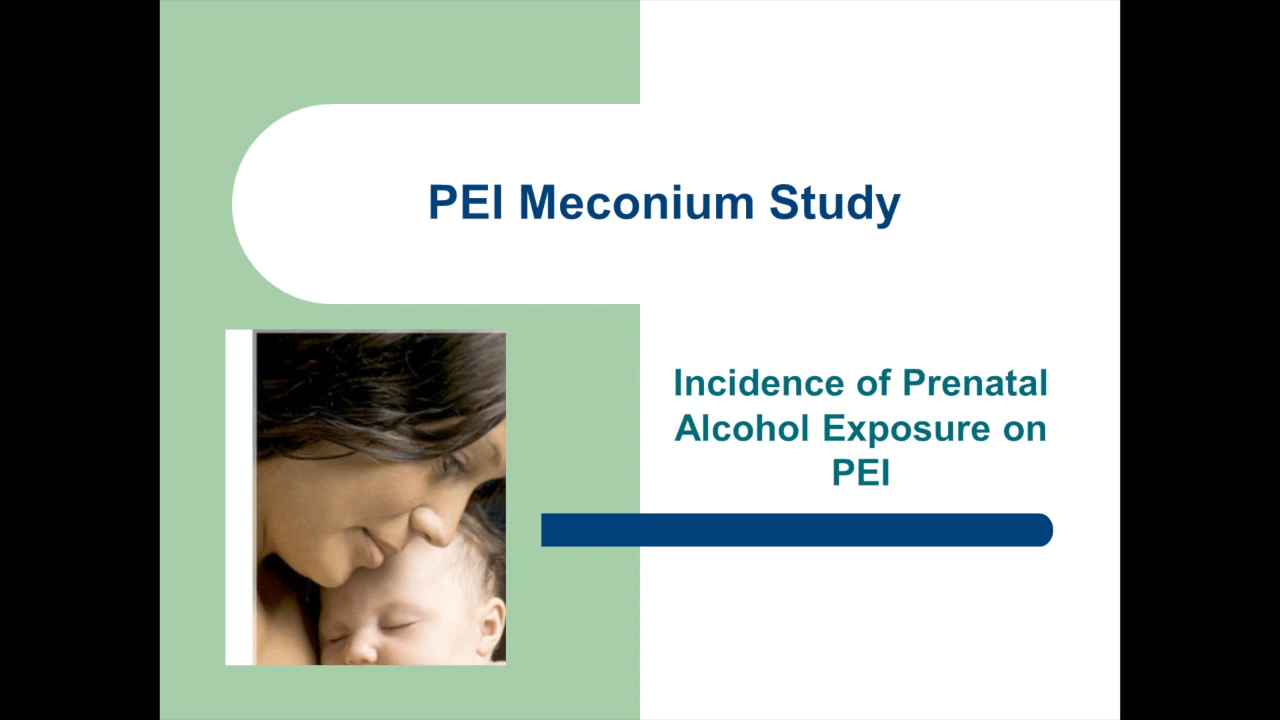 PEI Meconium Study
Incidence of Prenatal
Alcohol Exposure on
PEI